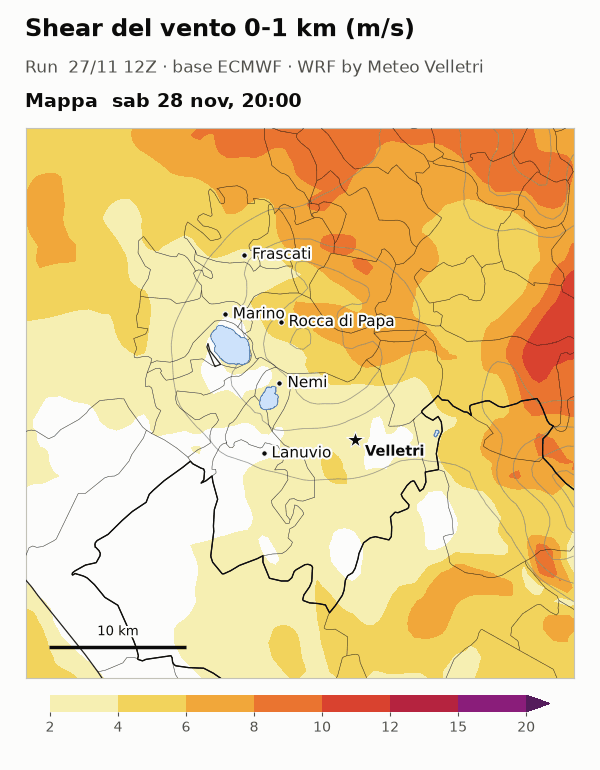 Shear del vento 0-1 km (m/s)
Run  27/11 12Z · base ECMWF · WRF by Meteo Velletri
Mappa  sab 28 nov, 20:00
Frascati
Marino
Rocca di Papa
Nemi
Velletri
Lanuvio
10 km
2 4 6 8 10 12 15 20